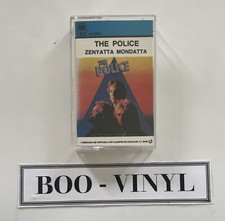 THE POLICE
ZENYATTA MONDATTA
THE
POLICE
BOO - VINYL